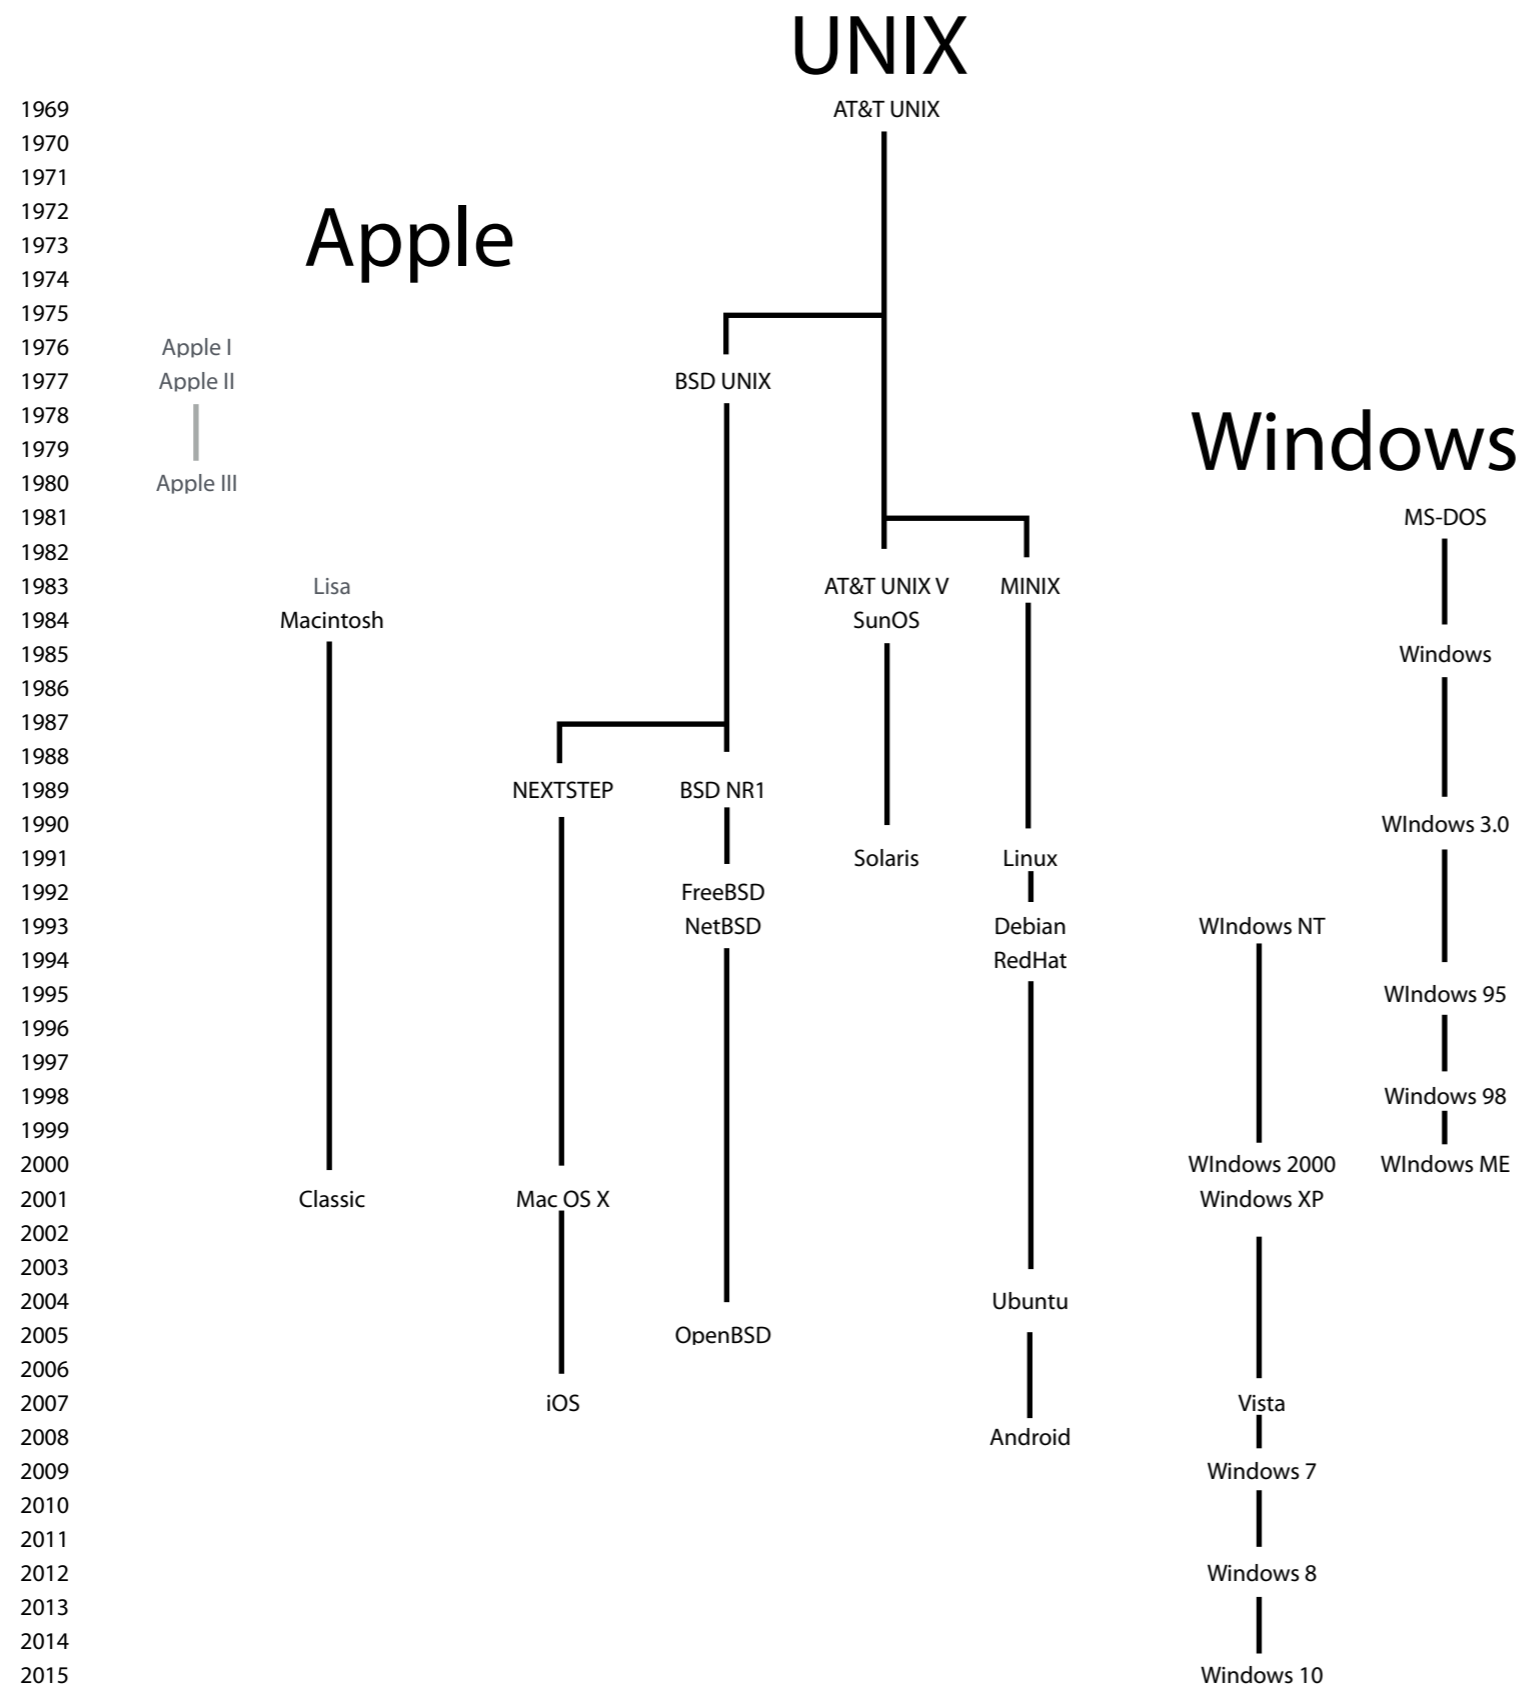 UNIX
1969 AT&T UNIX
1970
1971
1972
Apple
1973
1974
1975
1976 Apple I
1977 Apple II BSD UNIX
1978
Windows
1979
1980 Apple III
1981 MS-DOS
1982
1983 Lisa AT&T UNIX V MINIX
1984 Macintosh SunOS
1985 Windows
1986
1987
1988
1989 NEXTSTEP BSD NR1
1990 WIndows 3.0
1991 Solaris Linux
1992 FreeBSD
1993 NetBSD Debian WIndows NT
1994 RedHat
1995 WIndows 95
1996
1997
1998 Windows 98
1999
2000 WIndows 2000 WIndows ME
2001 Classic Mac OS X Windows XP
2002
2003
2004 Ubuntu
2005 OpenBSD
2006
2007 iOS Vista
2008 Android
2009 Windows 7
2010
2011
2012 Windows 8
2013
2014
2015 Windows 10